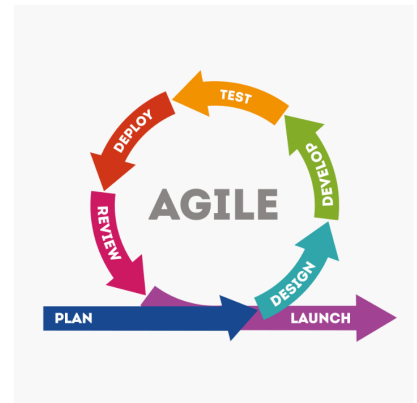 AGILE
PLAN
DESIGN
DEVELOP
TEST
DEPLOY
REVIEW
LAUNCH